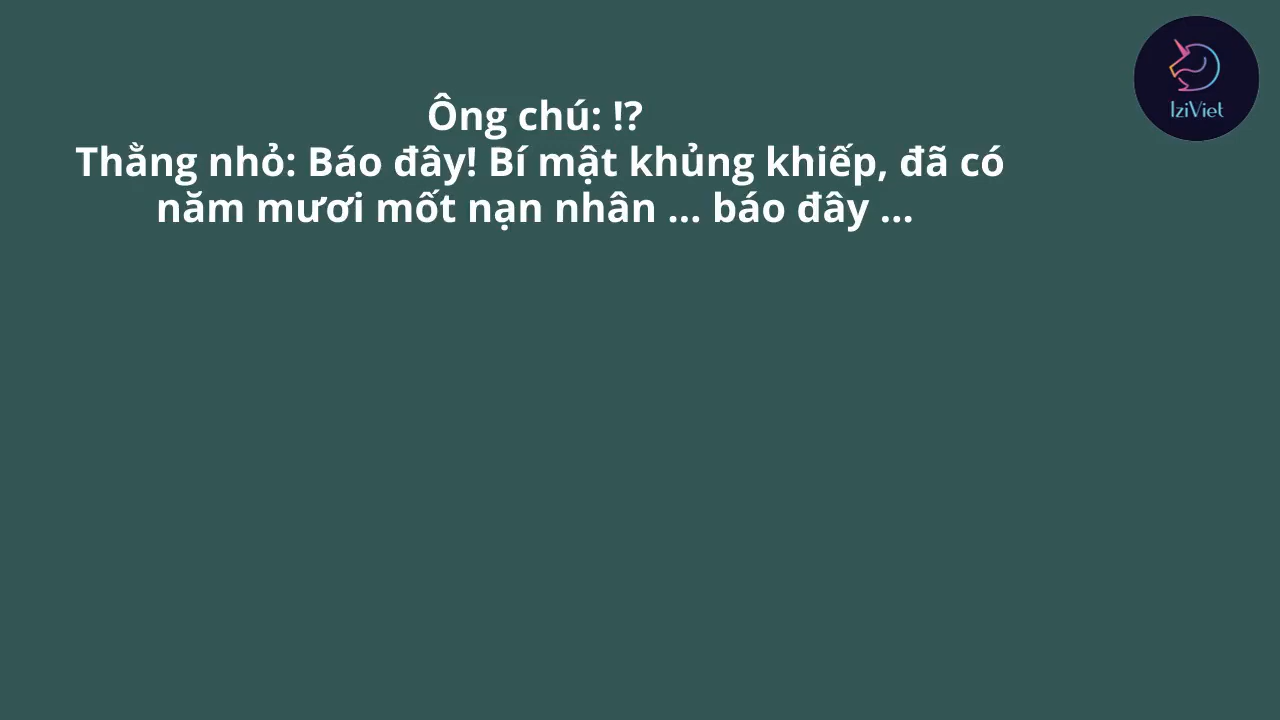 IziViet
Ông chú: !?
Thằng nhỏ: Báo đây! Bí mật khủng khiếp, đã có
năm mươi mốt nạn nhân ... báo đây ...